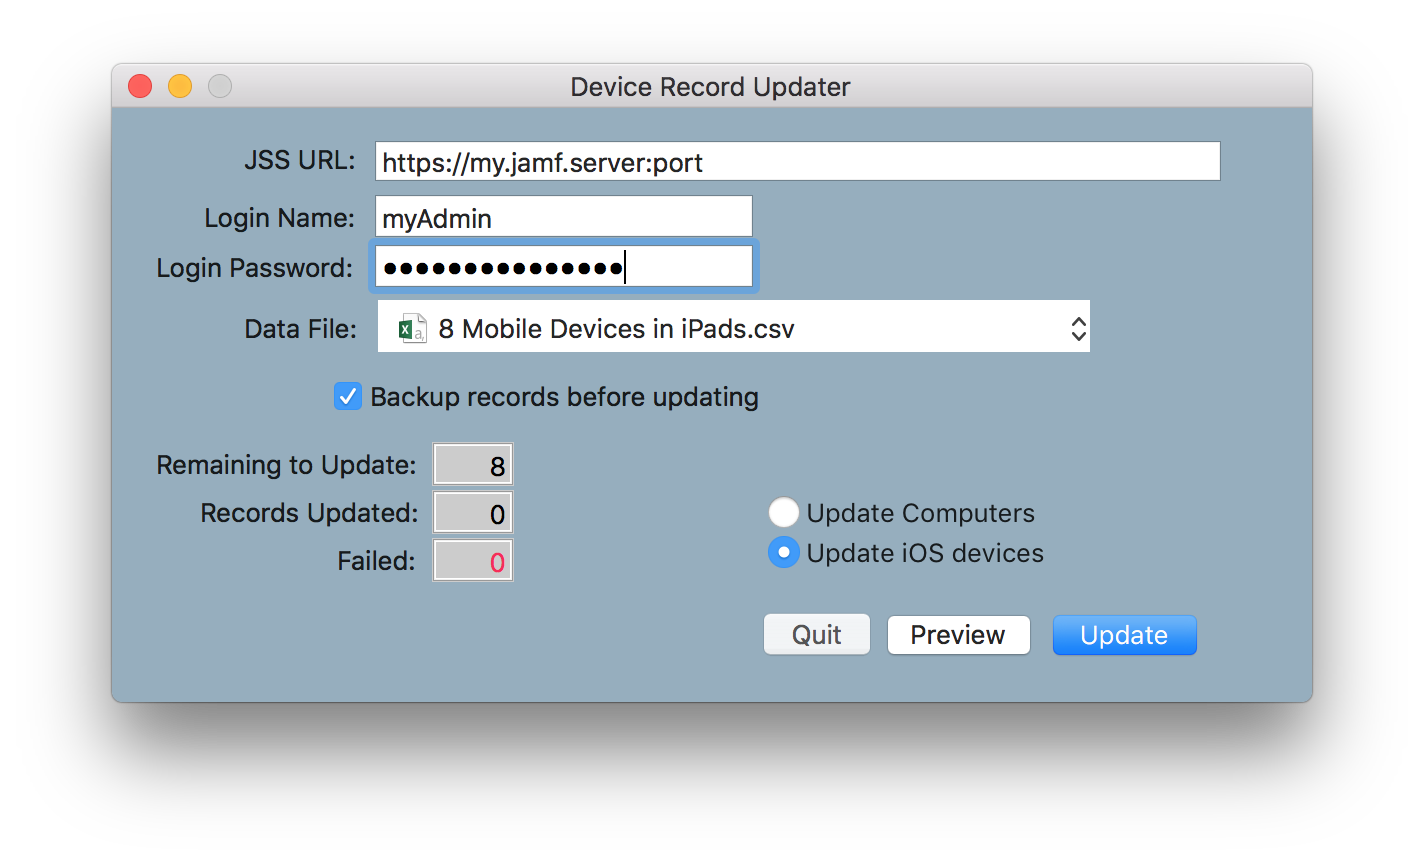 Device Record Updater
JSS URL: https://my.jamf.server:port
Login Name: myAdmin
Login Password: •••••••••••••••
Data File: 8 Mobile Devices in iPads.csv
Backup records before updating
Remaining to Update: 8
Records Updated: 0
Update Computers
Failed: 0
Update iOS devices
Quit Preview Update